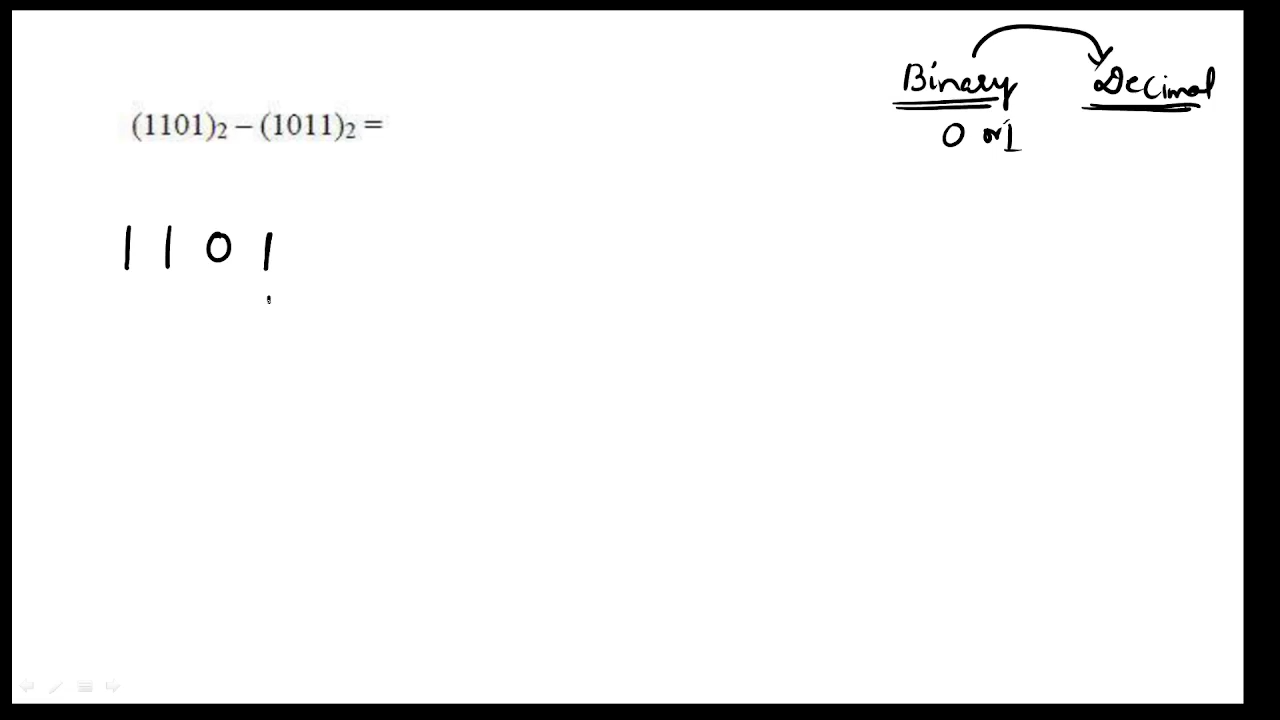 Binary Decimal
(1101)₂ – (1011)₂ =
0 or 1
1 1 0 1